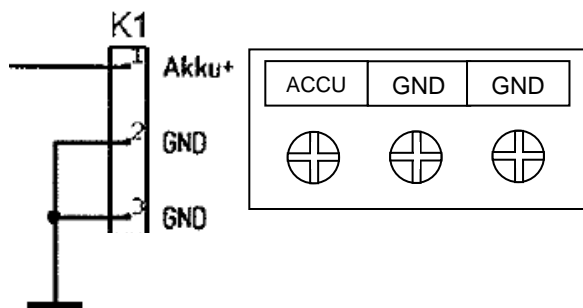 K1
1 Akku+
2 GND
3 GND
ACCU GND GND